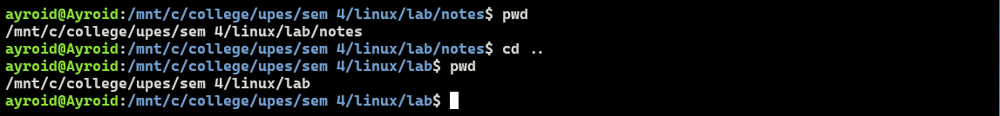 ayroid@Ayroid:/mnt/c/college/upes/sem 4/linux/lab/notes$ pwd
/mnt/c/college/upes/sem 4/linux/lab/notes
ayroid@Ayroid:/mnt/c/college/upes/sem 4/linux/lab/notes$ cd ..
ayroid@Ayroid:/mnt/c/college/upes/sem 4/linux/lab$ pwd
/mnt/c/college/upes/sem 4/linux/lab
ayroid@Ayroid:/mnt/c/college/upes/sem 4/linux/lab$